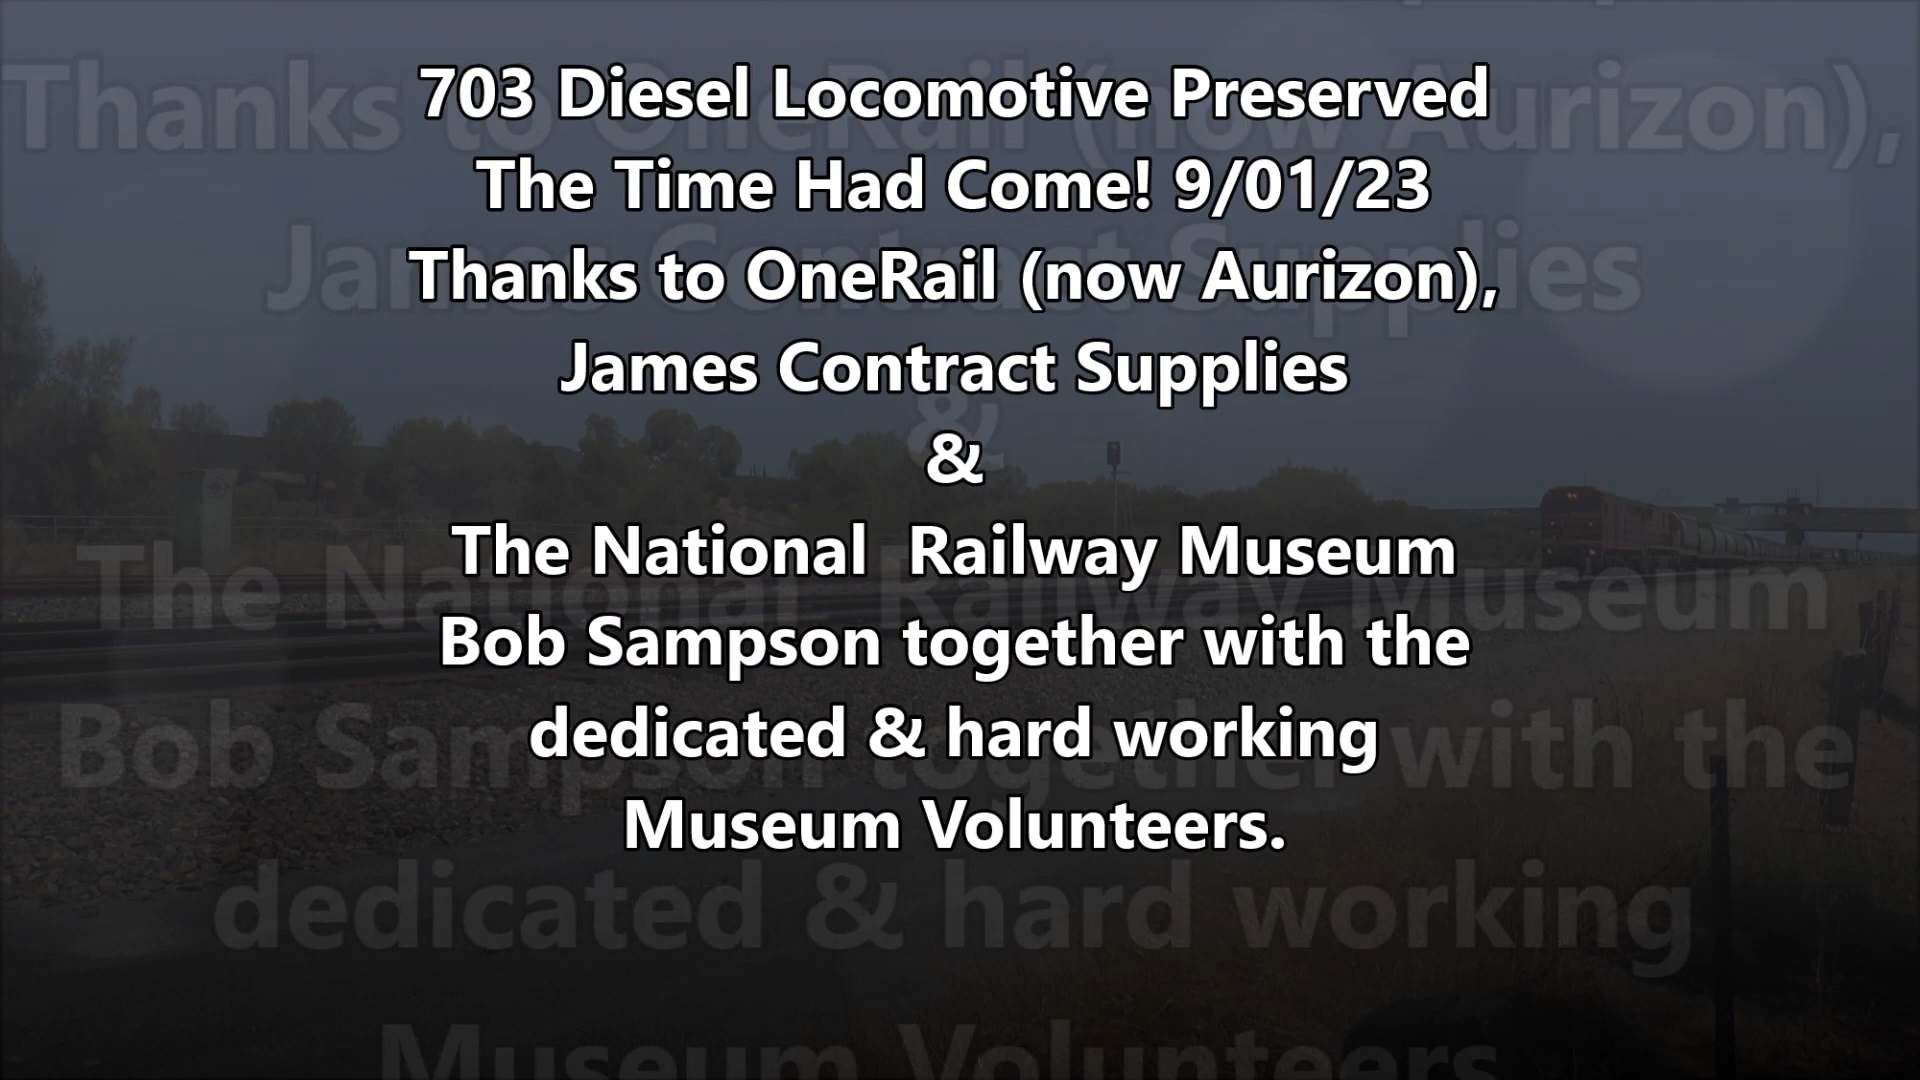 703 Diesel Locomotive Preserved
The Time Had Come! 9/01/23
Thanks to OneRail (now Aurizon),
James Contract Supplies
&
The National  Railway Museum
Bob Sampson together with the
dedicated & hard working
Museum Volunteers.